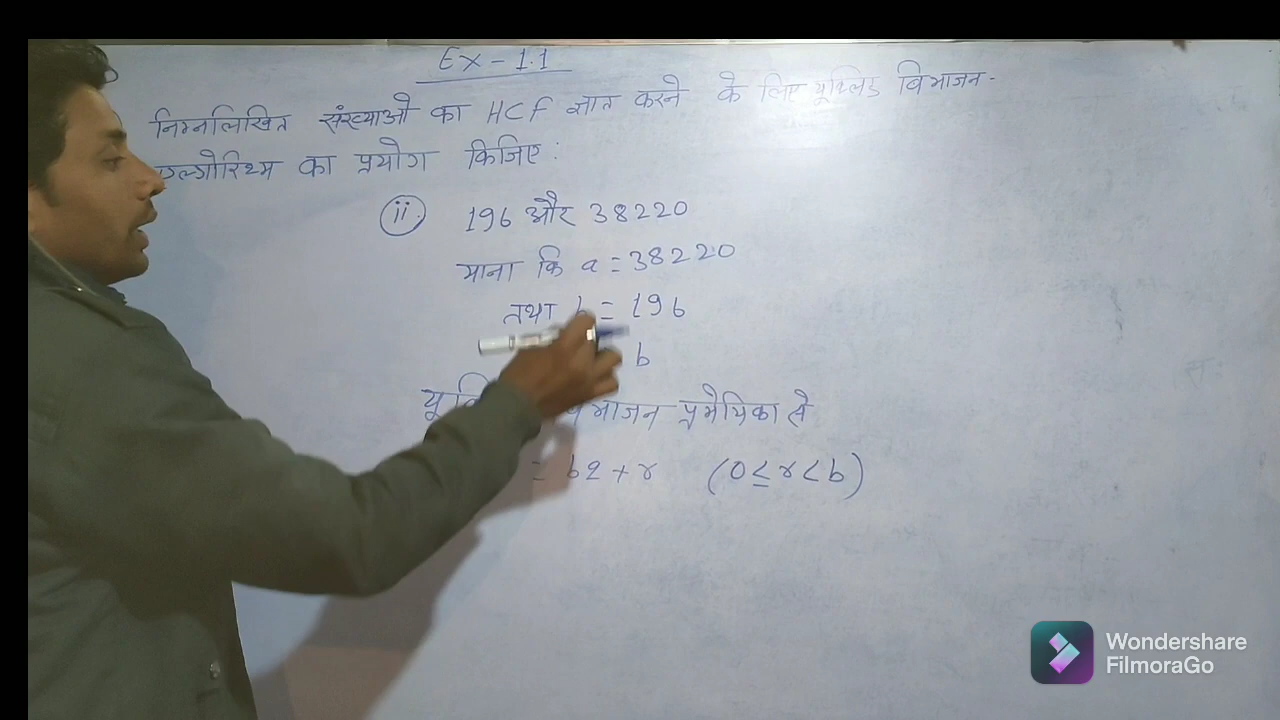 Ex - 1.1
निम्नलिखित संख्याओ का HCF ज्ञात करने के लिए यूक्लिड विभाजन-
एल्गोरिथ्म का प्रयोग किजिए:
ii. 196 और 38220
माना कि a = 38220
तथा b = 196
b
विभाजन प्रमेयिका से
= bq + r (0 ≤ r < b)
Wondershare
FilmoraGo